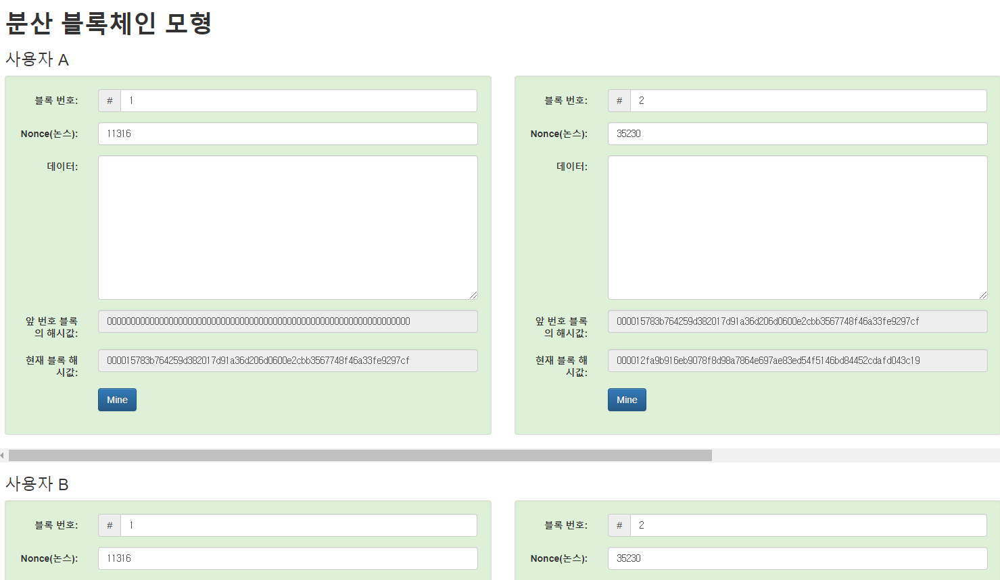 분산 블록체인 모형
사용자 A
블록 번호: # 1
Nonce(논스): 11316
데이터:
앞 번호 블록
의 해시값: 0000000000000000000000000000000000000000000000000000000000000000
현재 블록 해
시값: 000015783b764259d382017d91a36d206d0600e2cbb3567748f46a33fe9297cf
Mine
블록 번호: # 2
Nonce(논스): 35230
데이터:
앞 번호 블록
의 해시값: 000015783b764259d382017d91a36d206d0600e2cbb3567748f46a33fe9297cf
현재 블록 해
시값: 000012fa9b916eb9078f8d98a7864e697ae83ed54f5146bd84452cdafd043c19
Mine
사용자 B
블록 번호: # 1
Nonce(논스): 11316
블록 번호: # 2
Nonce(논스): 35230